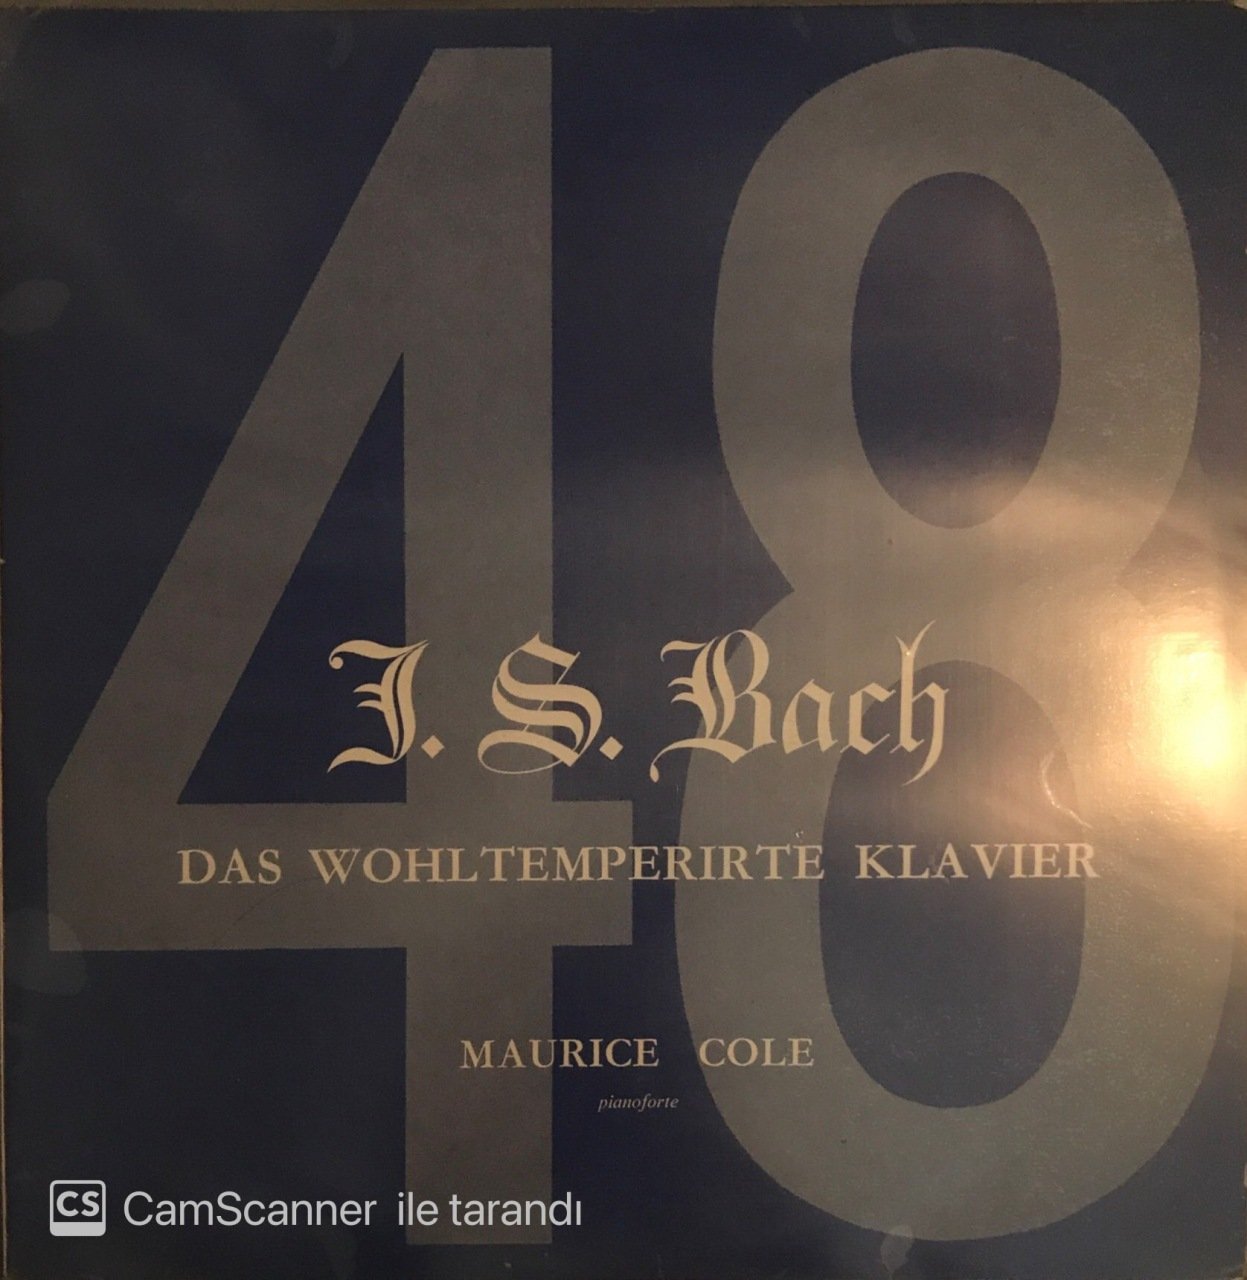 48
J. S. Bach
DAS WOHLTEMPERIRTE KLAVIER
MAURICE COLE
pianoforte
CS CamScanner ile tarandı